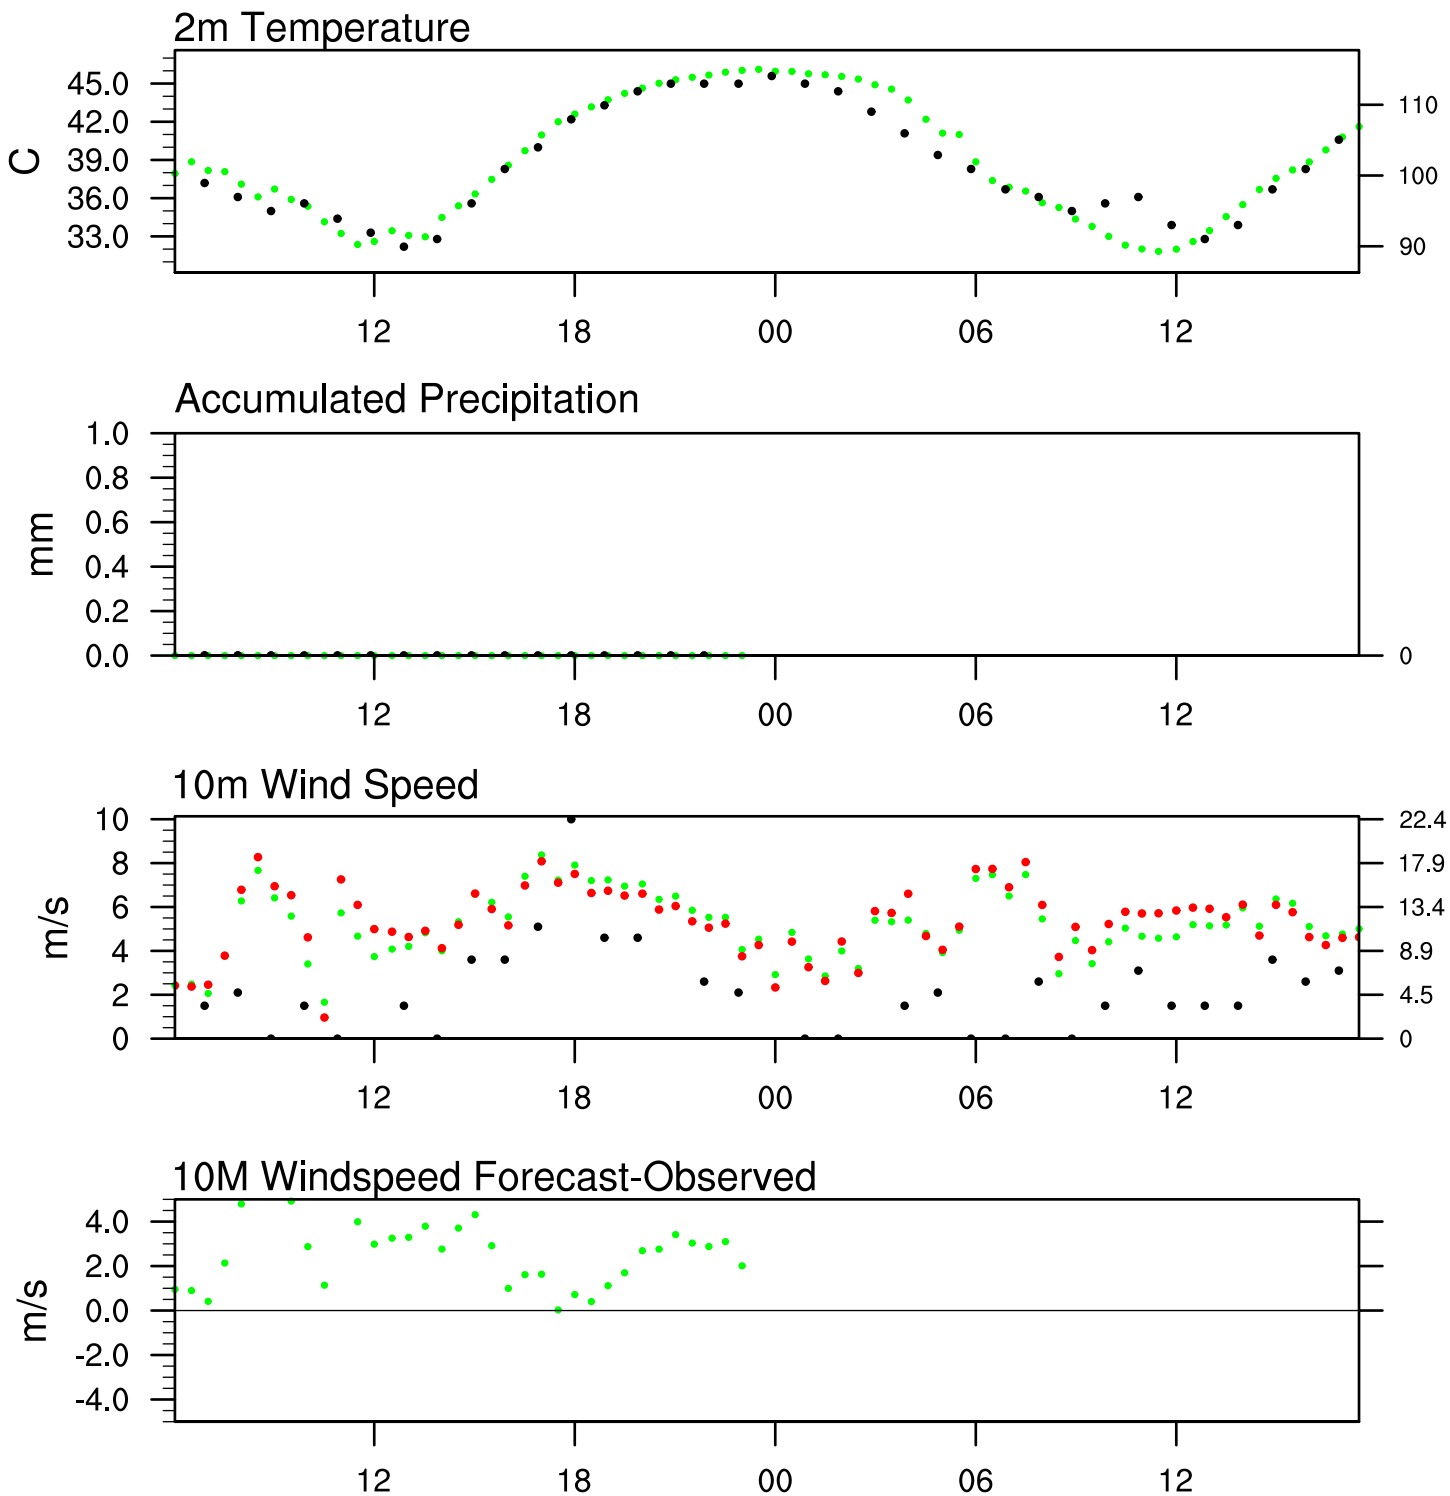 2m Temperature
45.0
42.0
39.0
36.0
33.0
C
110
100
90
12 18 00 06 12
Accumulated Precipitation
1.0
0.8
0.6
0.4
0.2
0.0
mm
0
12 18 00 06 12
10m Wind Speed
10
8
6
4
2
0
m/s
22.4
17.9
13.4
8.9
4.5
0
12 18 00 06 12
10M Windspeed Forecast-Observed
4.0
2.0
0.0
-2.0
-4.0
m/s
12 18 00 06 12